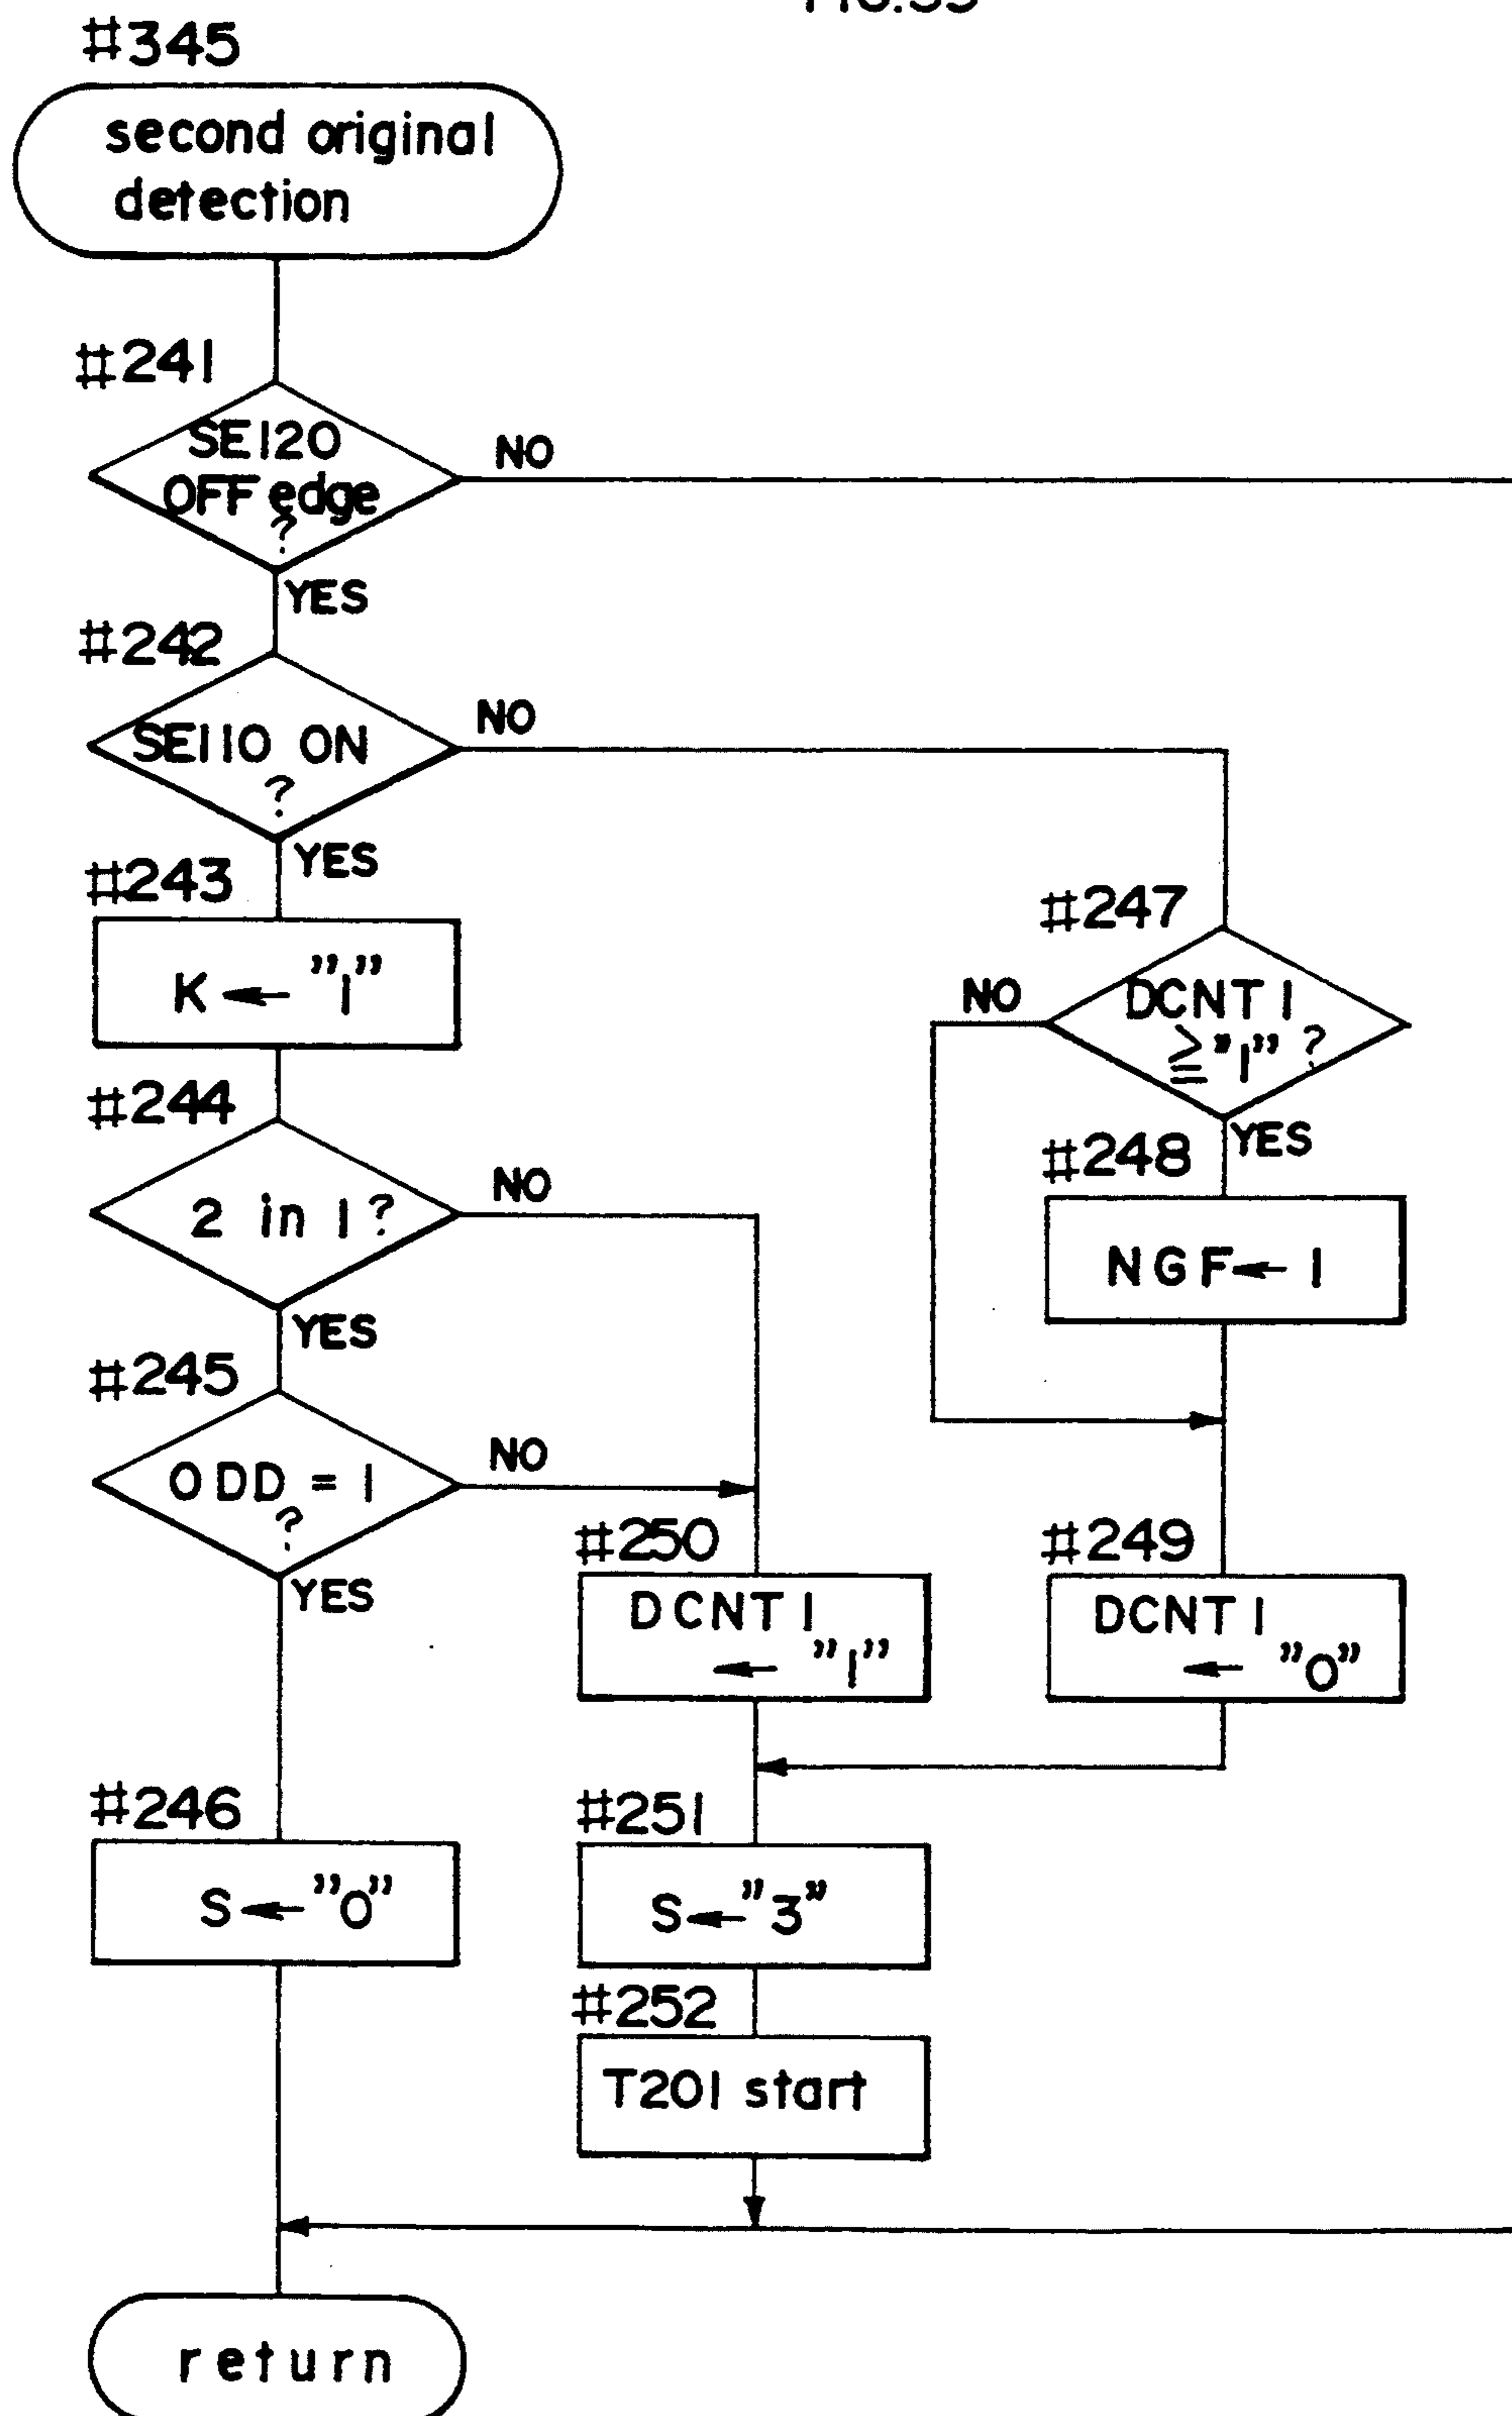 #345
second original
detection
#241
SE120
OFF edge
?
NO
YES
#242
SE110 ON
?
NO
YES
#243
K ← "1"
#247
DCNT 1
≧ "1" ?
NO
YES
#244
2 in 1 ?
NO
YES
#248
NGF ← 1
#245
ODD = 1
?
NO
YES
#250
DCNT 1
← "1"
#249
DCNT 1
← "0"
#246
S ← "0"
#251
S ← "3"
#252
T201 start
return